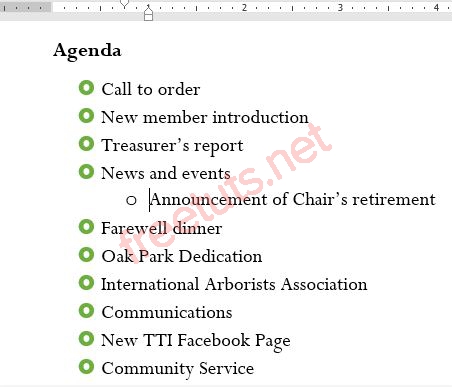 1 2 3 4
Agenda
Call to order
New member introduction
Treasurer's report
News and events
o Announcement of Chair's retirement
Farewell dinner
Oak Park Dedication
International Arborists Association
Communications
New TTI Facebook Page
Community Service
freetuts.net